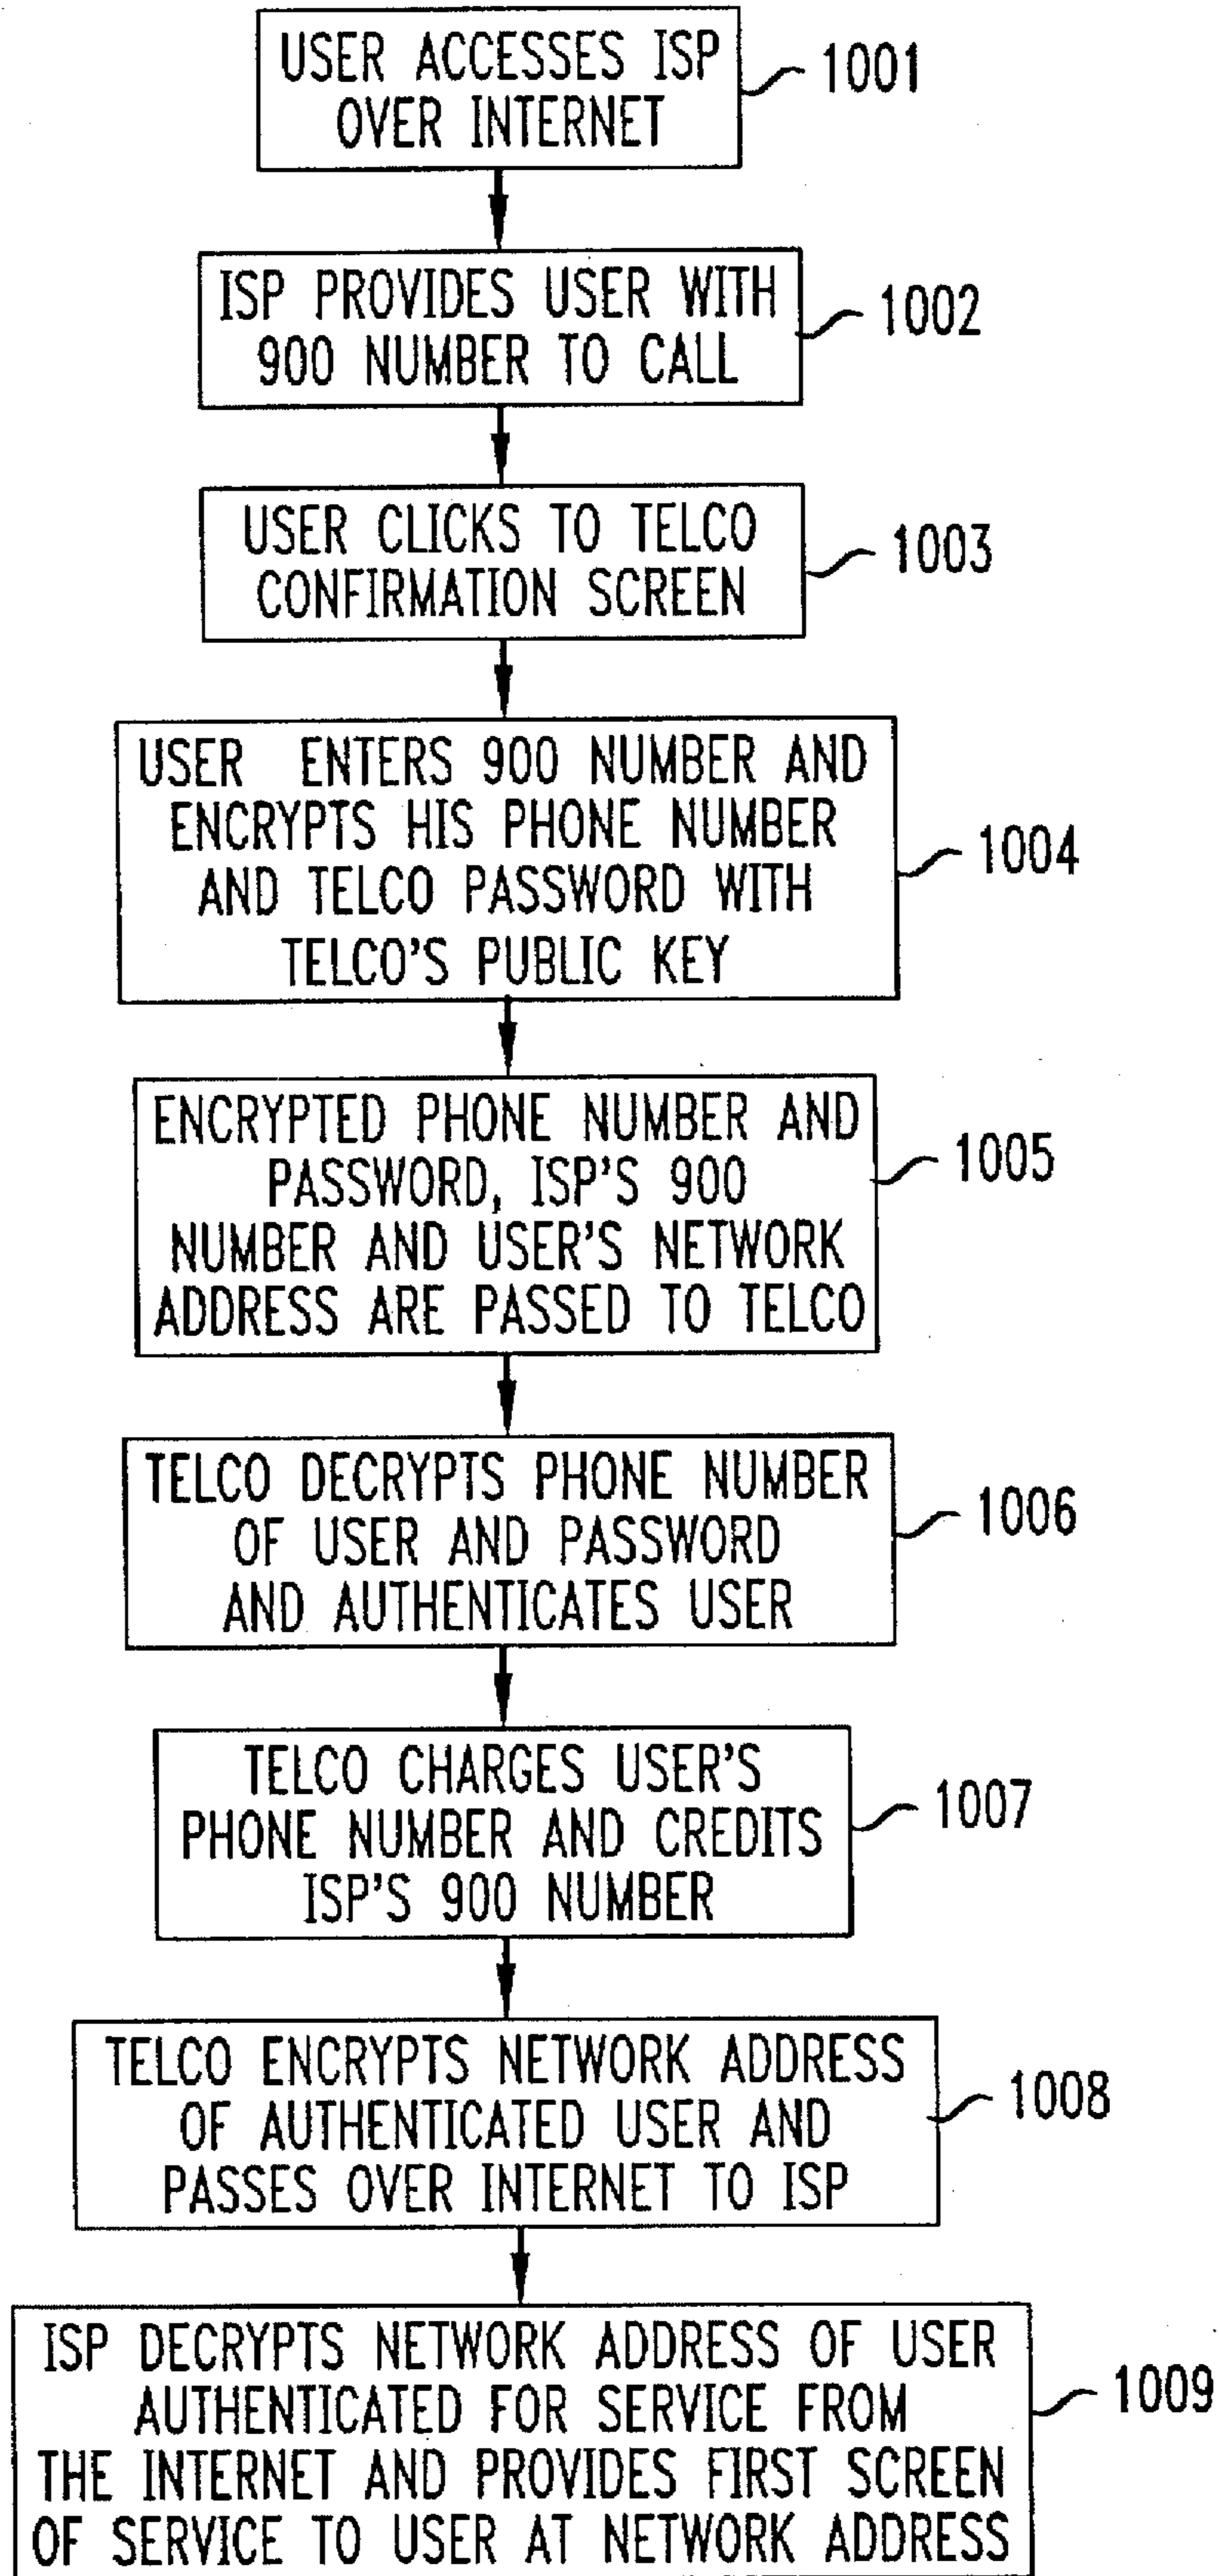 USER ACCESSES ISP
OVER INTERNET
1001
ISP PROVIDES USER WITH
900 NUMBER TO CALL
1002
USER CLICKS TO TELCO
CONFIRMATION SCREEN
1003
USER ENTERS 900 NUMBER AND
ENCRYPTS HIS PHONE NUMBER
AND TELCO PASSWORD WITH
TELCO'S PUBLIC KEY
1004
ENCRYPTED PHONE NUMBER AND
PASSWORD, ISP'S 900
NUMBER AND USER'S NETWORK
ADDRESS ARE PASSED TO TELCO
1005
TELCO DECRYPTS PHONE NUMBER
OF USER AND PASSWORD
AND AUTHENTICATES USER
1006
TELCO CHARGES USER'S
PHONE NUMBER AND CREDITS
ISP'S 900 NUMBER
1007
TELCO ENCRYPTS NETWORK ADDRESS
OF AUTHENTICATED USER AND
PASSES OVER INTERNET TO ISP
1008
ISP DECRYPTS NETWORK ADDRESS OF USER
AUTHENTICATED FOR SERVICE FROM
THE INTERNET AND PROVIDES FIRST SCREEN
OF SERVICE TO USER AT NETWORK ADDRESS
1009